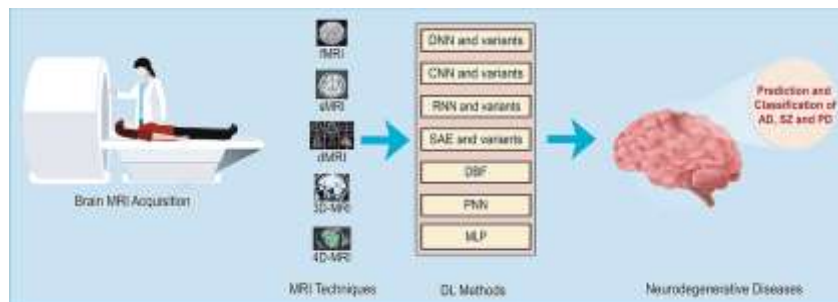 Brain MRI Acquisition
fMRI
sMRI
dMRI
3D-MRI
4D-MRI
MRI Techniques
DNN and variants
CNN and variants
RNN and variants
SAE and variants
DBF
PNN
MLP
DL Methods
Prediction and
Classification of
AD, SZ and PD
Neurodegenerative Diseases